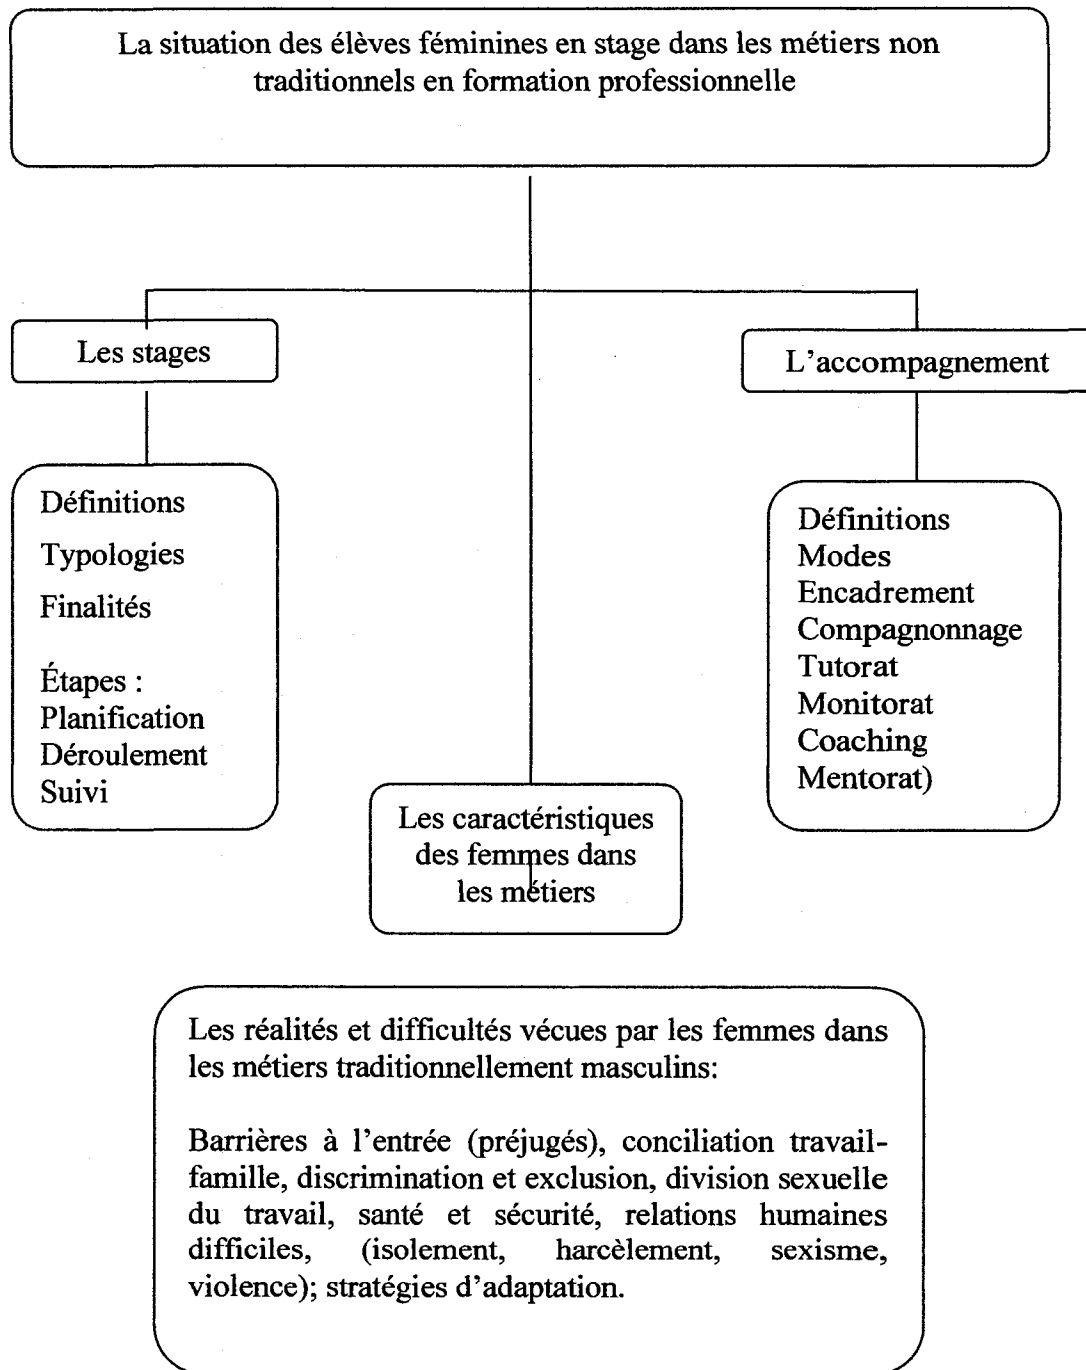 La situation des élèves féminines en stage dans les métiers non
traditionnels en formation professionnelle
Les stages
L'accompagnement
Définitions
Typologies
Finalités
Étapes :
Planification
Déroulement
Suivi
Définitions
Modes
Encadrement
Compagnonnage
Tutorat
Monitorat
Coaching
Mentorat)
Les caractéristiques
des femmes dans
les métiers
Les réalités et difficultés vécues par les femmes dans
les métiers traditionnellement masculins:
Barrières à l'entrée (préjugés), conciliation travail-
famille, discrimination et exclusion, division sexuelle
du travail, santé et sécurité, relations humaines
difficiles, (isolement, harcèlement, sexisme,
violence); stratégies d'adaptation.